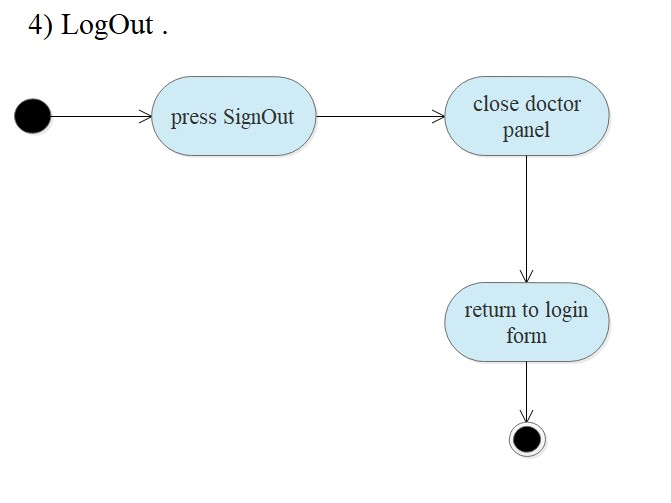 4) LogOut .
press SignOut
close doctor
panel
return to login
form